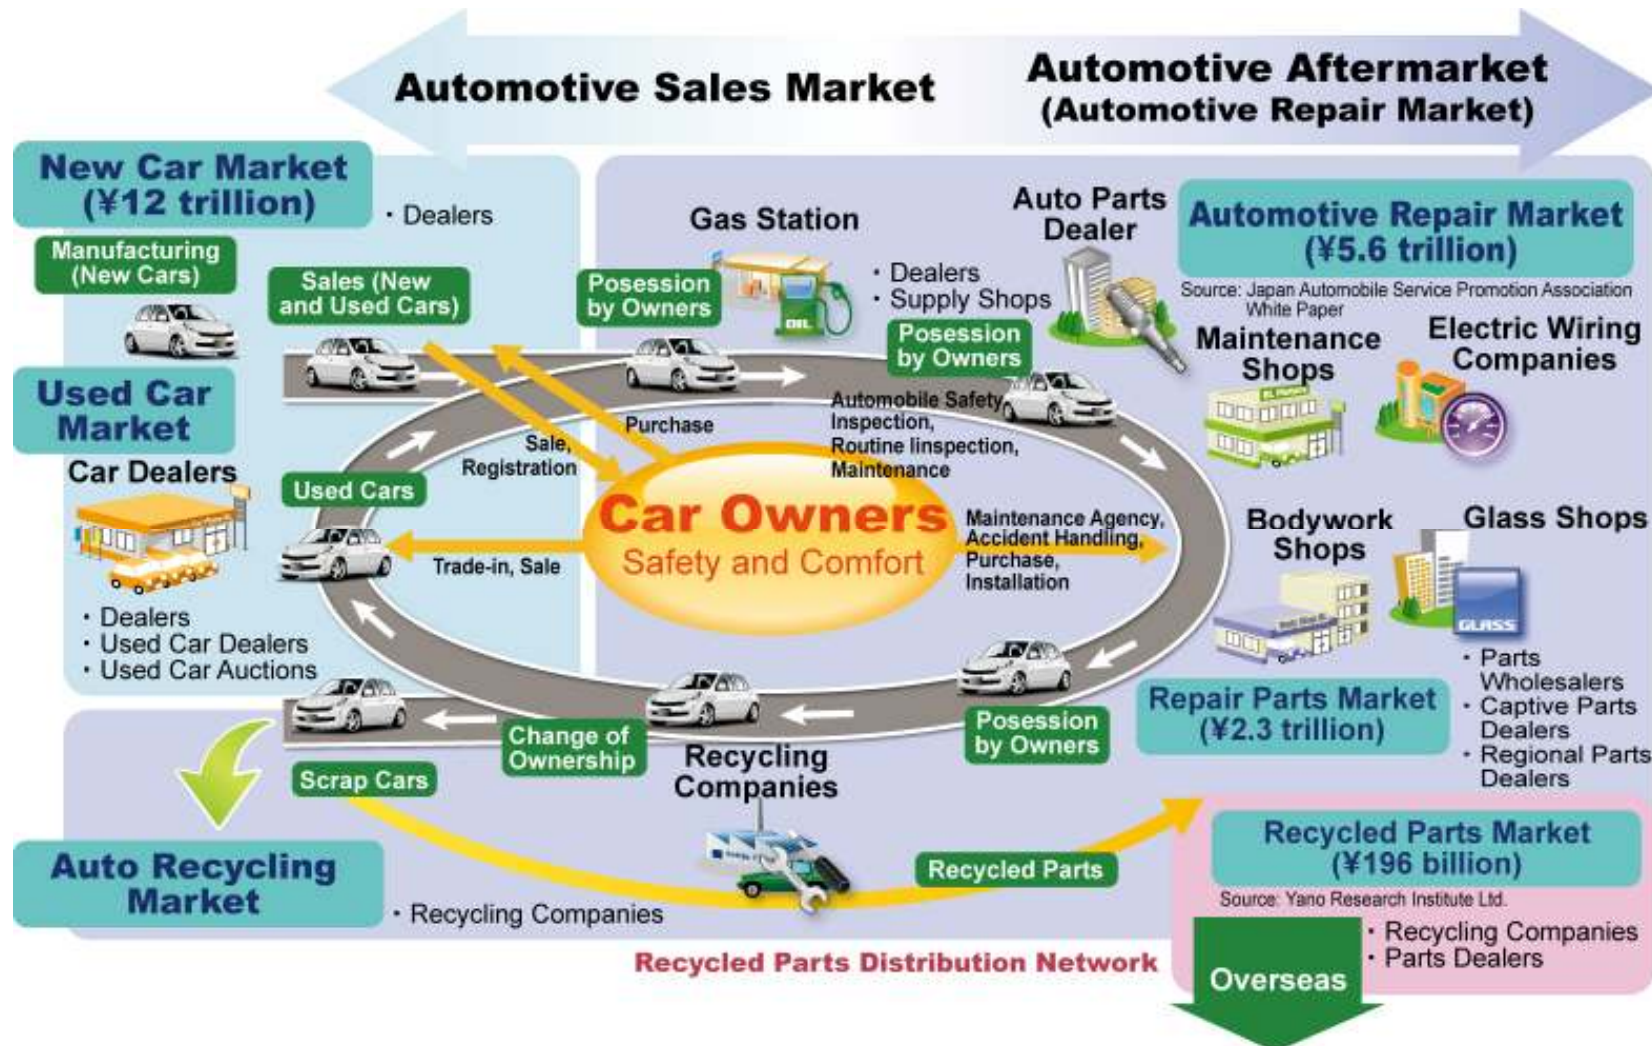 Automotive Sales Market
Automotive Aftermarket
(Automotive Repair Market)
New Car Market
(¥12 trillion)
・Dealers
Manufacturing
(New Cars)
Sales (New
and Used Cars)
Posession
by Owners
Gas Station
OIL
・Dealers
・Supply Shops
Posession
by Owners
Auto Parts
Dealer
Automotive Repair Market
(¥5.6 trillion)
Source: Japan Automobile Service Promotion Association
White Paper
Maintenance
Shops
Electric Wiring
Companies
Used Car
Market
Car Dealers
Used Cars
・Dealers
・Used Car Dealers
・Used Car Auctions
Sale,
Registration
Purchase
Automobile Safety
Inspection,
Routine Iinspection,
Maintenance
Car Owners
Safety and Comfort
Trade-in, Sale
Maintenance Agency,
Accident Handling,
Purchase,
Installation
Bodywork
Shops
Glass Shops
GLASS
・Parts
Wholesalers
・Captive Parts
Dealers
・Regional Parts
Dealers
Repair Parts Market
(¥2.3 trillion)
Posession
by Owners
Change of
Ownership
Scrap Cars
Recycling
Companies
Auto Recycling
Market
・Recycling Companies
Recycled Parts
Recycled Parts Market
(¥196 billion)
Source: Yano Research Institute Ltd.
・Recycling Companies
・Parts Dealers
Recycled Parts Distribution Network
Overseas